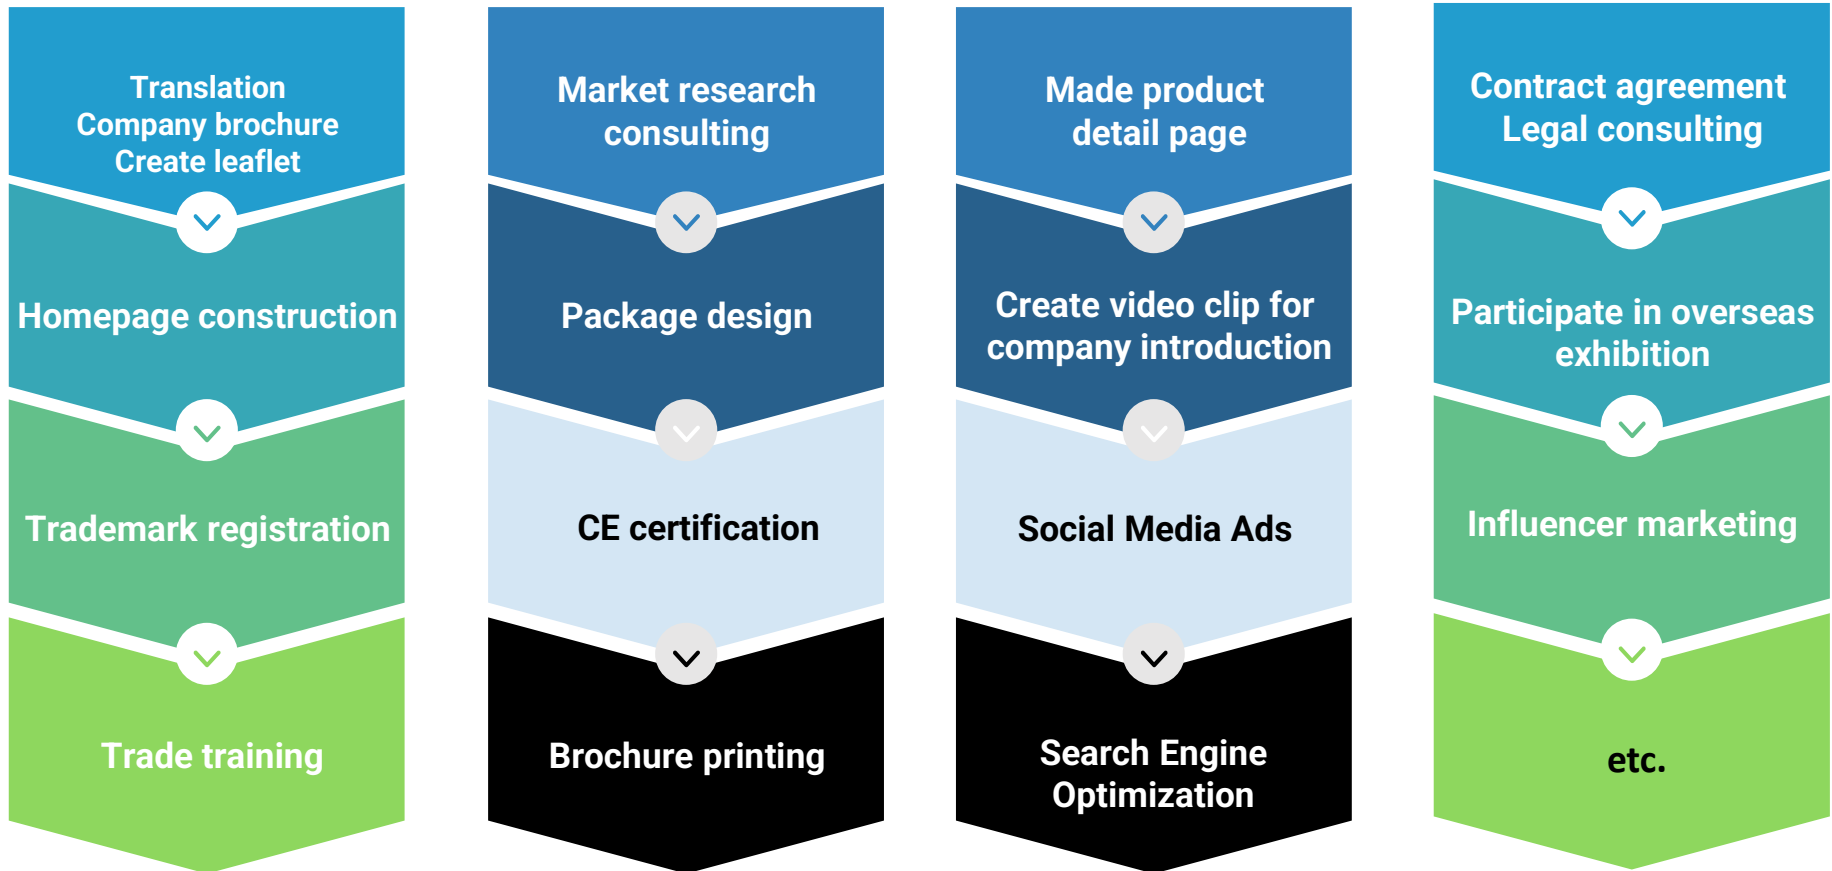 Translation
Company brochure
Create leaflet
Homepage construction
Trademark registration
Trade training
Market research
consulting
Package design
CE certification
Brochure printing
Made product
detail page
Create video clip for
company introduction
Social Media Ads
Search Engine
Optimization
Contract agreement
Legal consulting
Participate in overseas
exhibition
Influencer marketing
etc.